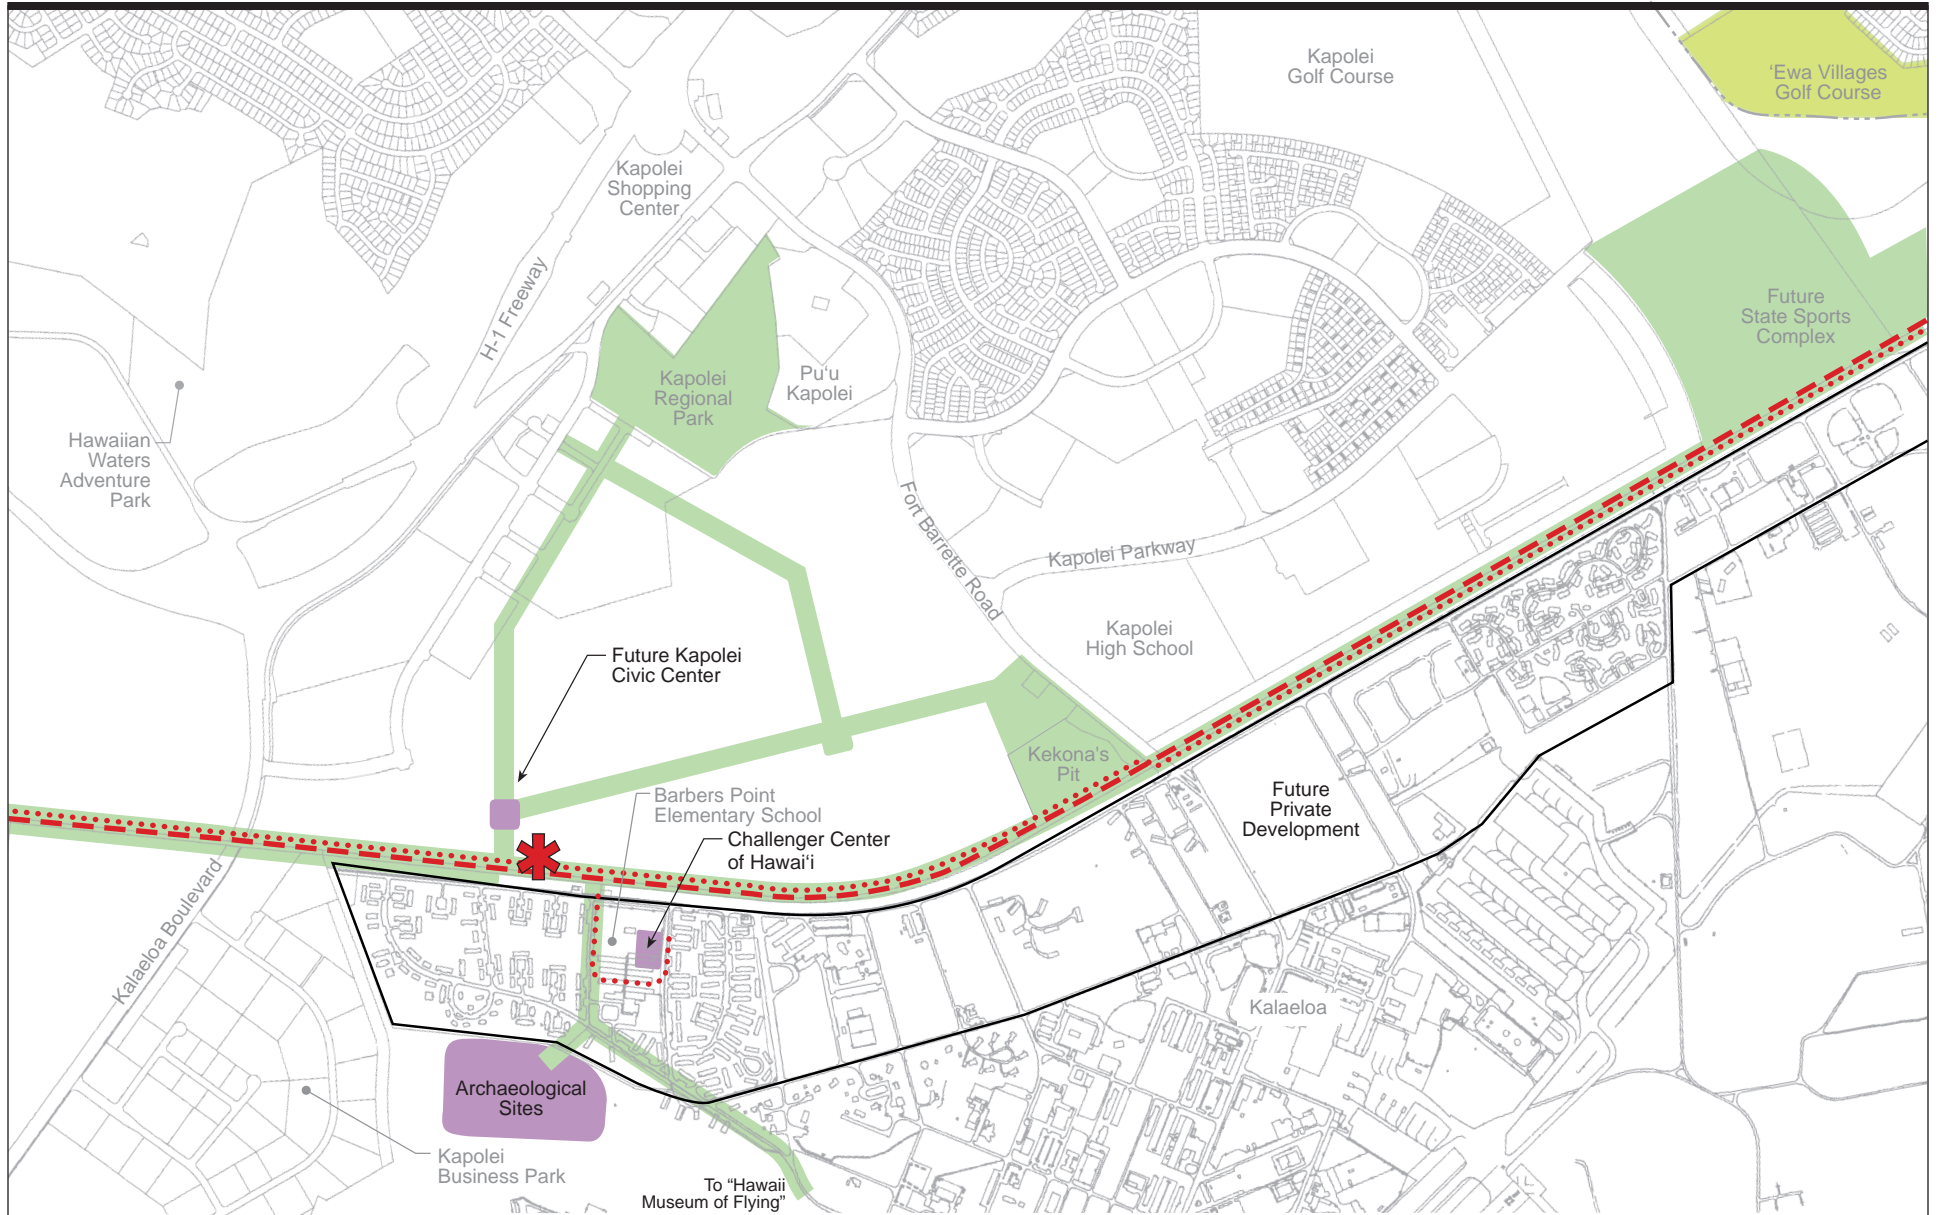 Kapolei
Golf Course
‘Ewa Villages
Golf Course
Kapolei
Shopping
Center
H-1 Freeway
Future
State Sports
Complex
Kapolei
Regional
Park
Pu‘u
Kapolei
Hawaiian
Waters
Adventure
Park
Fort Barrette Road
Kapolei Parkway
Kapolei
High School
Future Kapolei
Civic Center
Kekona's
Pit
Barbers Point
Elementary School
Challenger Center
of Hawai‘i
Future
Private
Development
Kalaeloa Boulevard
Kalaeloa
Archaeological
Sites
Kapolei
Business Park
To “Hawaii
Museum of Flying”